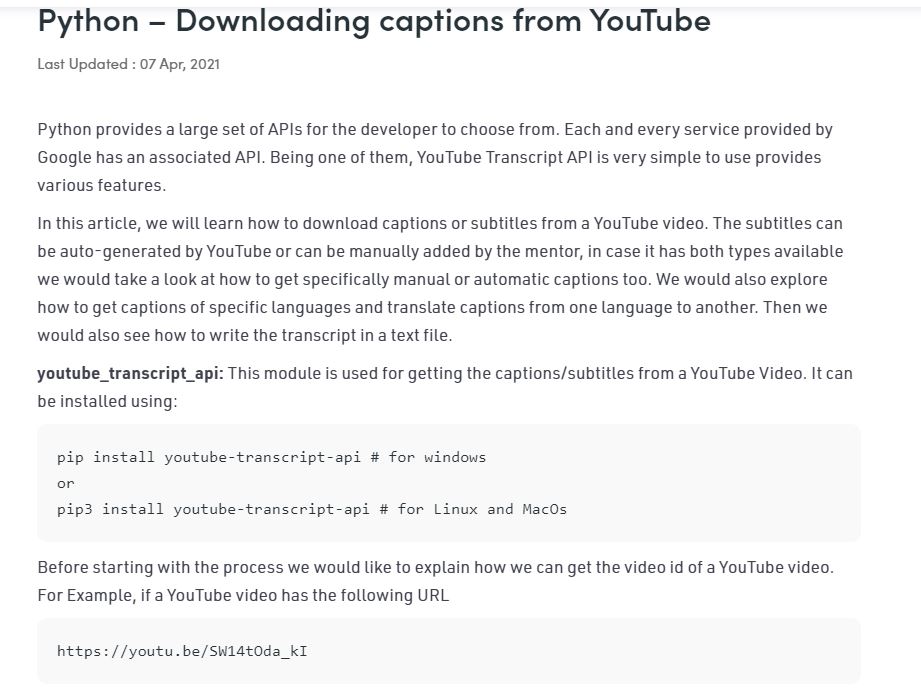 Python – Downloading captions from YouTube
Last Updated : 07 Apr, 2021
Python provides a large set of APIs for the developer to choose from. Each and every service provided by
Google has an associated API. Being one of them, YouTube Transcript API is very simple to use provides
various features.
In this article, we will learn how to download captions or subtitles from a YouTube video. The subtitles can
be auto-generated by YouTube or can be manually added by the mentor, in case it has both types available
we would take a look at how to get specifically manual or automatic captions too. We would also explore
how to get captions of specific languages and translate captions from one language to another. Then we
would also see how to write the transcript in a text file.
youtube_transcript_api: This module is used for getting the captions/subtitles from a YouTube Video. It can
be installed using:
pip install youtube-transcript-api # for windows
or
pip3 install youtube-transcript-api # for Linux and MacOs
Before starting with the process we would like to explain how we can get the video id of a YouTube video.
For Example, if a YouTube video has the following URL
https://youtu.be/SW14tOda_kI